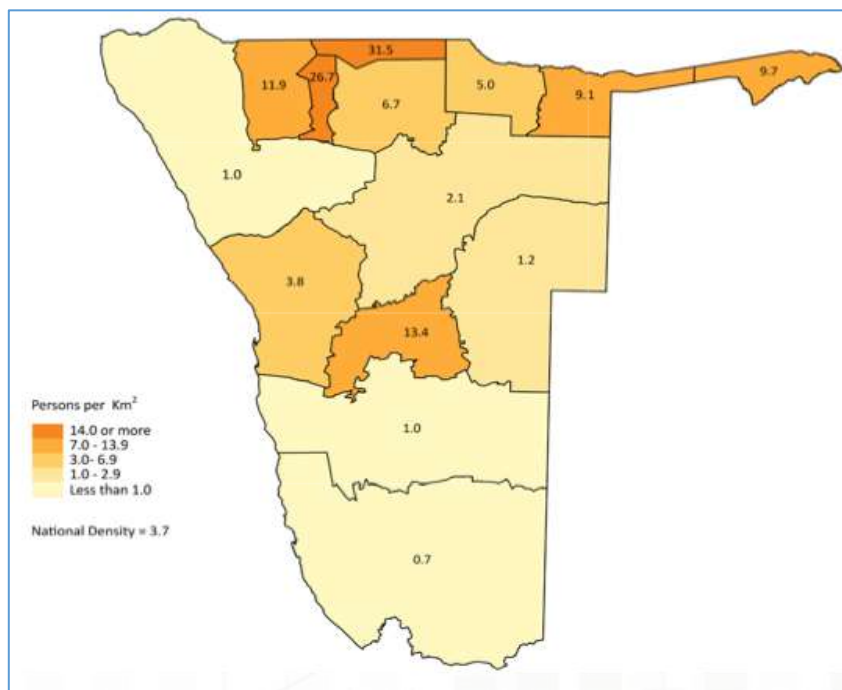 31.5
11.9
26.7
5.0
9.7
9.1
6.7
1.0
2.1
1.2
3.8
13.4
Persons per Km²
14.0 or more
7.0 - 13.9
3.0- 6.9
1.0 - 2.9
Less than 1.0
1.0
National Density = 3.7
0.7